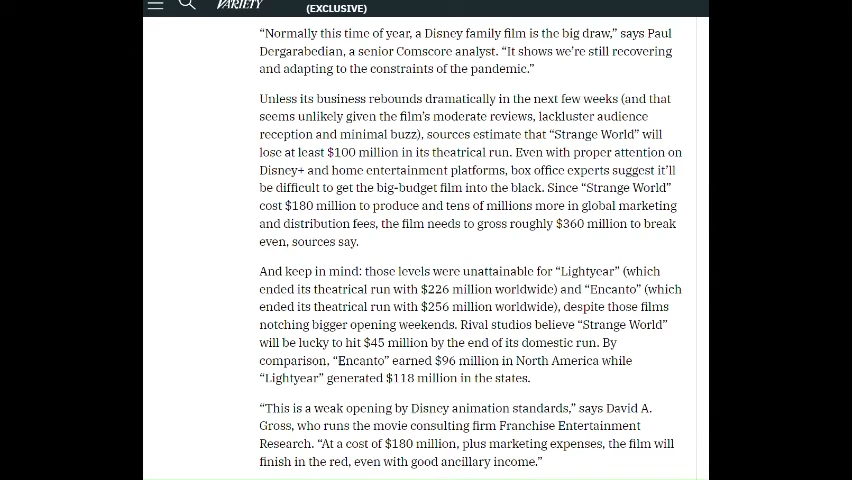 VARIETY
(EXCLUSIVE)
“Normally this time of year, a Disney family film is the big draw,” says Paul
Dergarabedian, a senior Comscore analyst. “It shows we’re still recovering
and adapting to the constraints of the pandemic.”
Unless its business rebounds dramatically in the next few weeks (and that
seems unlikely given the film’s moderate reviews, lackluster audience
reception and minimal buzz), sources estimate that “Strange World” will
lose at least $100 million in its theatrical run. Even with proper attention on
Disney+ and home entertainment platforms, box office experts suggest it’ll
be difficult to get the big-budget film into the black. Since “Strange World”
cost $180 million to produce and tens of millions more in global marketing
and distribution fees, the film needs to gross roughly $360 million to break
even, sources say.
And keep in mind: those levels were unattainable for “Lightyear” (which
ended its theatrical run with $226 million worldwide) and “Encanto” (which
ended its theatrical run with $256 million worldwide), despite those films
notching bigger opening weekends. Rival studios believe “Strange World”
will be lucky to hit $45 million by the end of its domestic run. By
comparison, “Encanto” earned $96 million in North America while
“Lightyear” generated $118 million in the states.
“This is a weak opening by Disney animation standards,” says David A.
Gross, who runs the movie consulting firm Franchise Entertainment
Research. “At a cost of $180 million, plus marketing expenses, the film will
finish in the red, even with good ancillary income.”